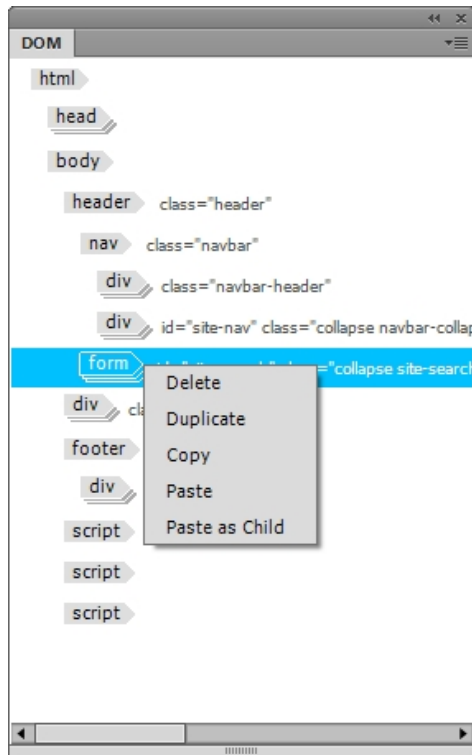 DOM
html
head
body
header class="header"
nav class="navbar"
div class="navbar-header"
div id="site-nav" class="collapse navbar-collap
form ="collapse site-search
Delete
div
Duplicate
footer
Copy
div
Paste
script
Paste as Child
script
script